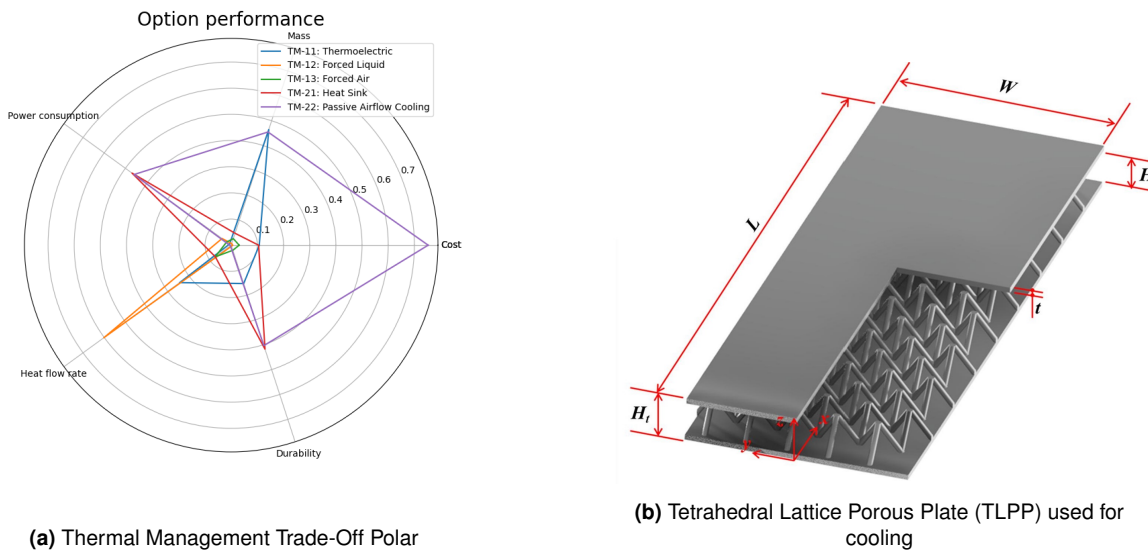 Option performance
Mass
TM-11: Thermoelectric
TM-12: Forced Liquid
TM-13: Forced Air
TM-21: Heat Sink
TM-22: Passive Airflow Cooling
Power consumption
0.7
0.6
0.5
0.4
0.3
0.2
0.1
Cost
Heat flow rate
Durability
(a) Thermal Management Trade-Off Polar
W
H
L
t
H_t
z
x
y
(b) Tetrahedral Lattice Porous Plate (TLPP) used for
cooling